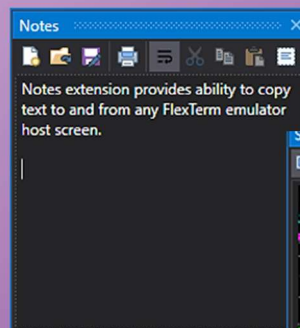 Notes
Notes extension provides ability to copy
text to and from any FlexTerm emulator
host screen.